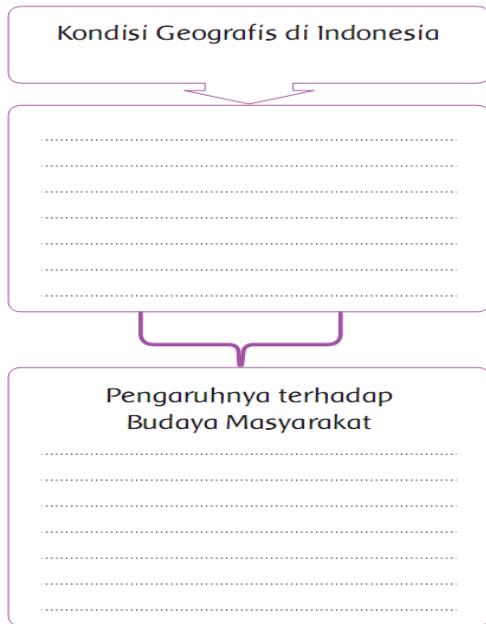 Kondisi Geografis di Indonesia
Pengaruhnya terhadap
Budaya Masyarakat